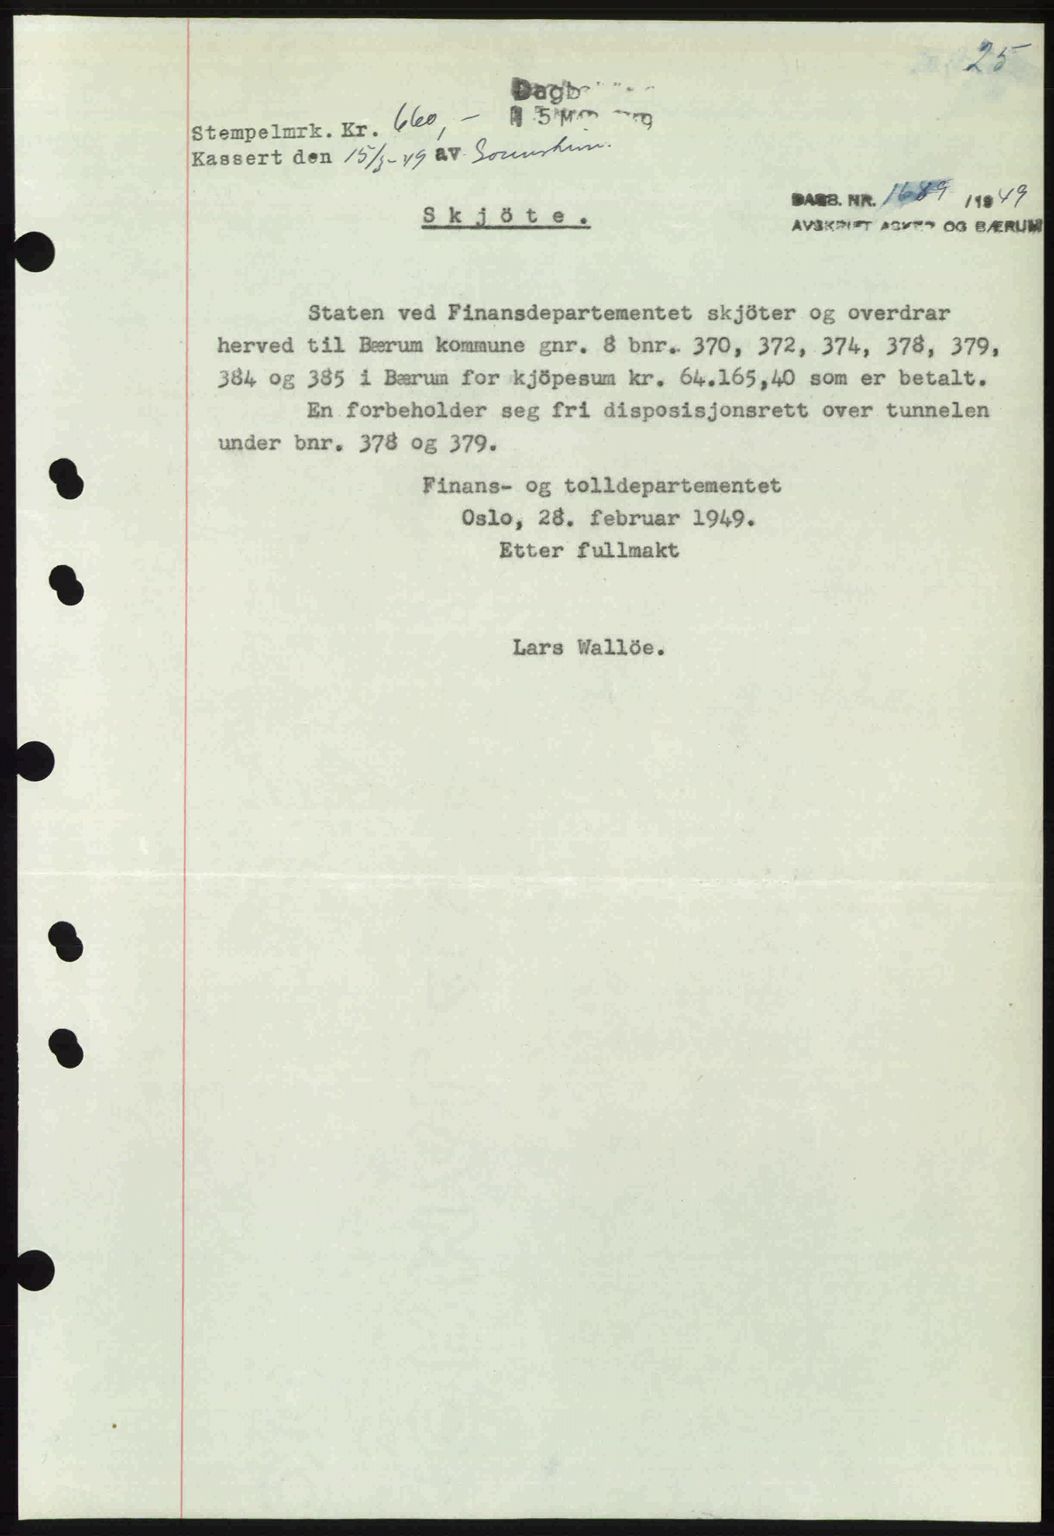 25
Dagb
15 M
Stempelmrk. Kr. 660,-
Kassert den 15/3-49 av
DAGB. NR. 1689 /1949
AVSKRIFT ASKER OG BÆRUM
Skjöte.
Staten ved Finansdepartementet skjöter og overdrar
herved til Bærum kommune gnr. 8 bnr. 370, 372, 374, 378, 379,
384 og 385 i Bærum for kjöpesum kr. 64.165,40 som er betalt.
En forbeholder seg fri disposisjonsrett over tunnelen
under bnr. 378 og 379.
Finans- og tolldepartementet
Oslo, 28. februar 1949.
Etter fullmakt
Lars Wallöe.